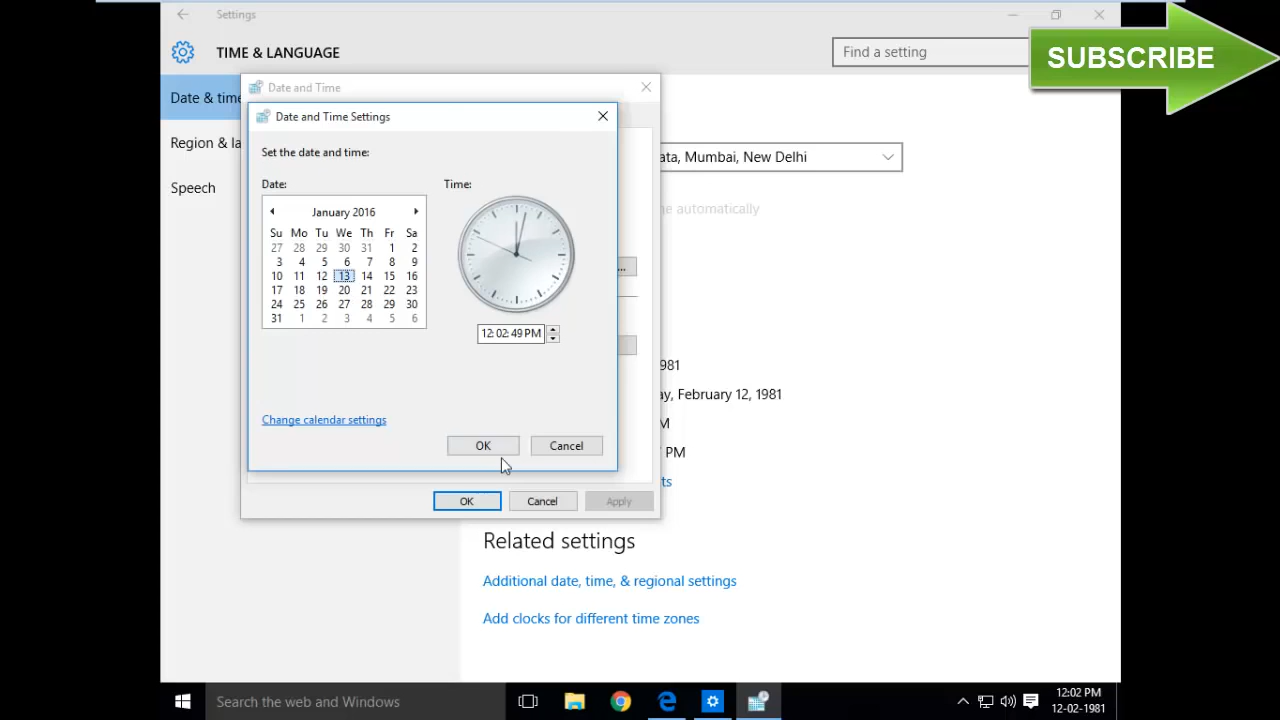 Settings
SUBSCRIBE
TIME & LANGUAGE
Find a setting
Date & time
Region & la
Speech
Date and Time
Date and Time Settings
Set the date and time:
Date:
Time:
January 2016
Su Mo Tu We Th Fr Sa
27 28 29 30 31 1 2
3 4 5 6 7 8 9
10 11 12 13 14 15 16
17 18 19 20 21 22 23
24 25 26 27 28 29 30
31 1 2 3 4 5 6
12:02:49 PM
Change calendar settings
OK Cancel
OK Cancel Apply
ata, Mumbai, New Delhi
ne automatically
...
981
ay, February 12, 1981
M
PM
ts
Related settings
Additional date, time, & regional settings
Add clocks for different time zones
Search the web and Windows
12:02 PM
12-02-1981